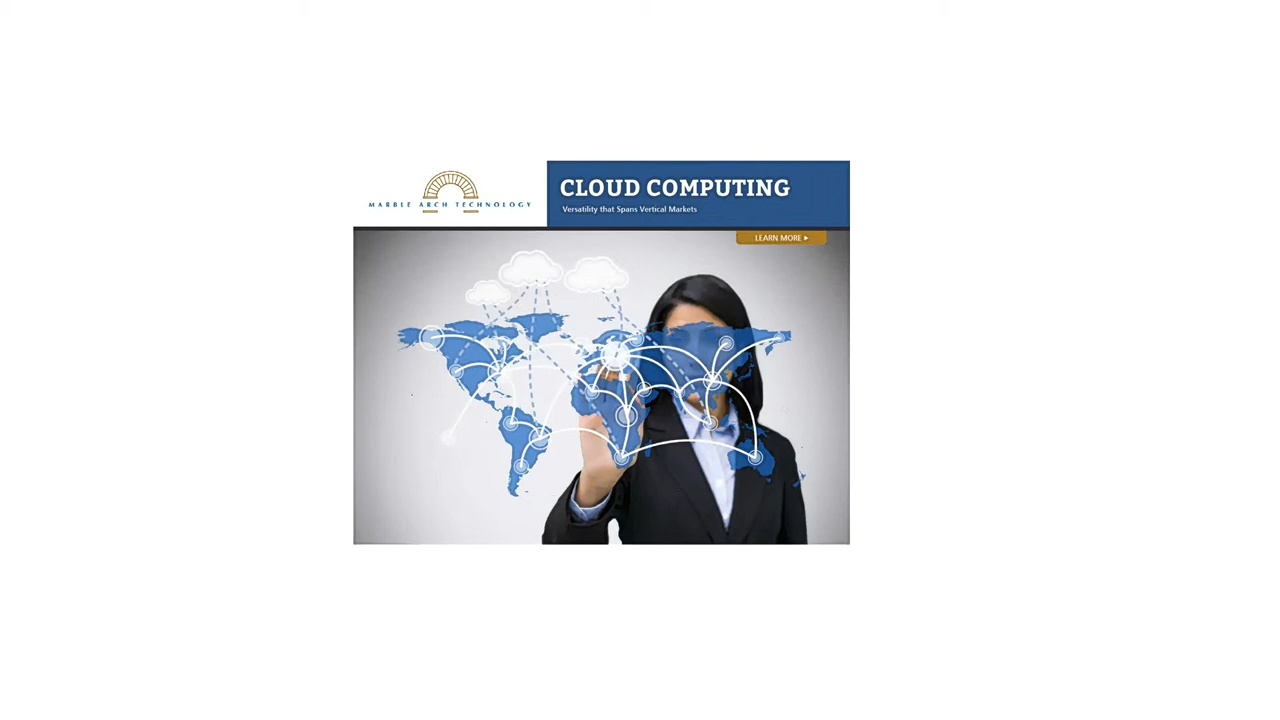 MARBLE ARCH TECHNOLOGY
CLOUD COMPUTING
Versatility that Spans Vertical Markets
LEARN MORE